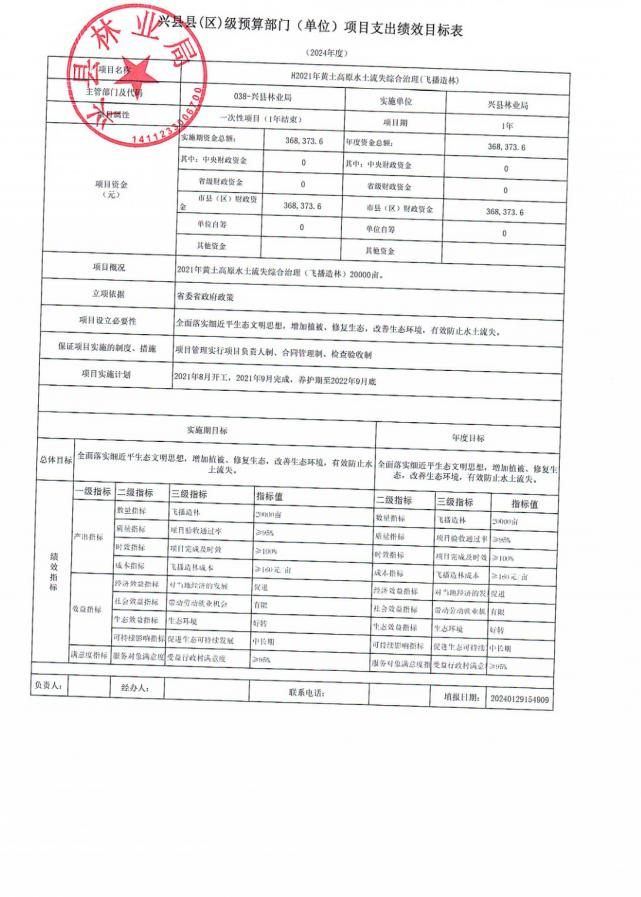 兴县县(区)级预算部门（单位）项目支出绩效目标表
（2024年度）
项目名称 H2021年黄土高原水土流失综合治理(飞播造林)
主管部门及代码 038-兴县林业局 实施单位 兴县林业局
项目属性 一次性项目（1年结束） 项目期 1年
项目资金（元） 实施期资金总额: 368,373.6 年度资金总额: 368,373.6
其中: 中央财政资金 0 其中: 中央财政资金 0
省级财政资金 0 省级财政资金 0
市县（区）财政资金 368,373.6 市县（区）财政资金 368,373.6
单位自筹 0 单位自筹 0
其他资金 其他资金
项目概况 2021年黄土高原水土流失综合治理（飞播造林）20000亩。
立项依据 省委省政府政策
项目设立必要性 全面落实细近平生态文明思想，增加植被、修复生态，改善生态环境，有效防止水土流失。
保证项目实施的制度、措施 项目管理实行项目负责人制、合同管理制、检查验收制
项目实施计划 2021年8月开工，2021年9月完成，养护期至2022年9月底
实施期目标 年度目标
总体目标 全面落实细近平生态文明思想，增加植被、修复生态，改善生态环境，有效防止水土流失。 全面落实细近平生态文明思想，增加植被、修复生态，改善生态环境，有效防止水土流失。
绩效指标 一级指标 二级指标 三级指标 指标值 二级指标 三级指标 指标值
产出指标 数量指标 飞播造林 20000亩 数量指标 飞播造林 20000亩
质量指标 项目验收通过率 ≥95% 质量指标 项目验收通过率 ≥95%
时效指标 项目完成及时效 ≥100% 时效指标 项目完成及时效 ≥100%
成本指标 飞播造林成本 ≥160元/亩 成本指标 飞播造林成本 ≥160元/亩
效益指标 经济效益指标 对当地经济的发展 促进 经济效益指标 对当地经济的发 促进
社会效益指标 带动劳动就业机会 有限 社会效益指标 带动劳动就业机 有限
生态效益指标 生态环境 好转 生态效益指标 生态环境 好转
可持续影响指标 促进生态可持续发展 中长期 可持续影响指标 促进生态可持续 中长期
满意度指标 服务对象满意度 受益行政村满意度 ≥95% 服务对象满意度指 受益行政村满意 ≥95%
负责人: 经办人: 联系电话: 填报日期: 20240129154909
兴县林业局
1411233006700